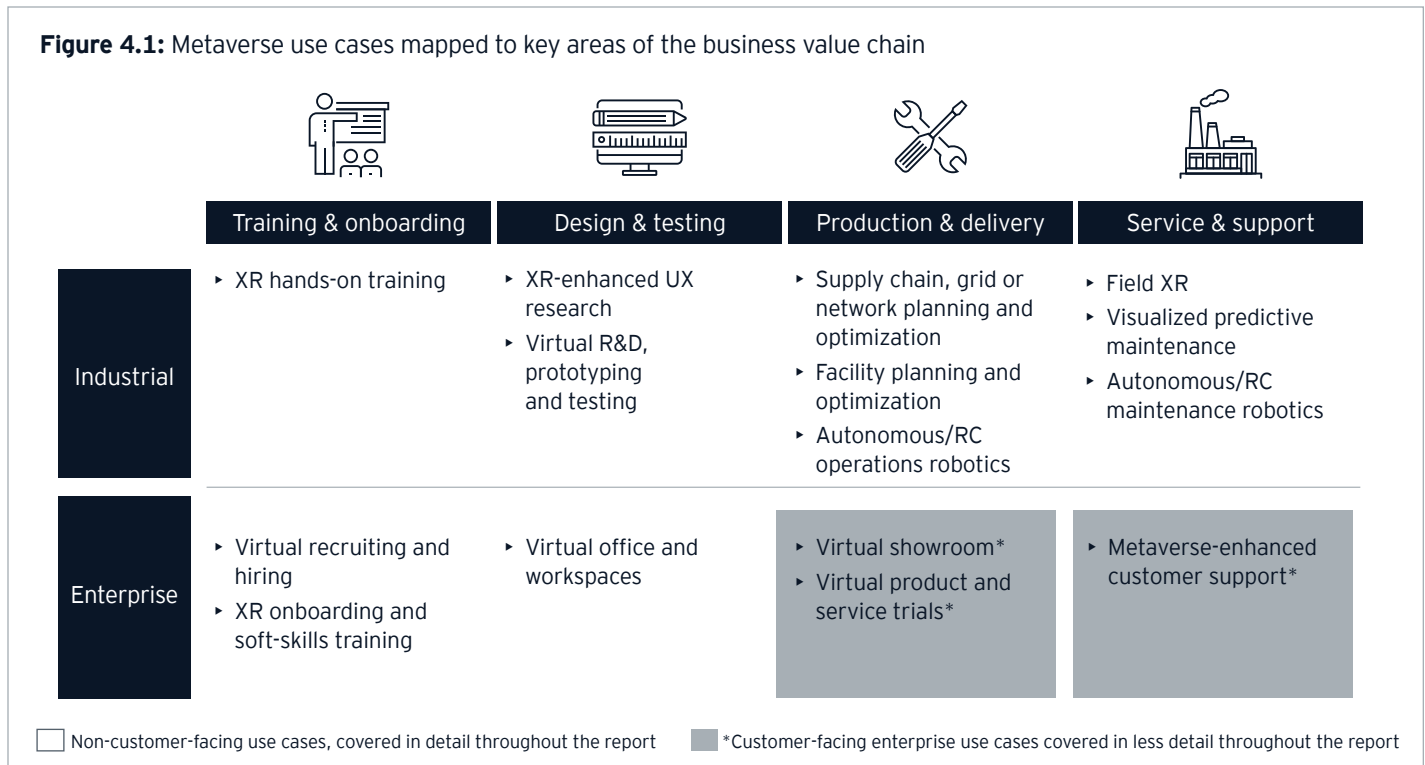 Figure 4.1: Metaverse use cases mapped to key areas of the business value chain
Training & onboarding
Design & testing
Production & delivery
Service & support
Industrial
▸ XR hands-on training
▸ XR-enhanced UX
research
▸ Virtual R&D,
prototyping
and testing
▸ Supply chain, grid or
network planning and
optimization
▸ Facility planning and
optimization
▸ Autonomous/RC
operations robotics
▸ Field XR
▸ Visualized predictive
maintenance
▸ Autonomous/RC
maintenance robotics
Enterprise
▸ Virtual recruiting and
hiring
▸ XR onboarding and
soft-skills training
▸ Virtual office and
workspaces
▸ Virtual showroom*
▸ Virtual product and
service trials*
▸ Metaverse-enhanced
customer support*
Non-customer-facing use cases, covered in detail throughout the report
*Customer-facing enterprise use cases covered in less detail throughout the report